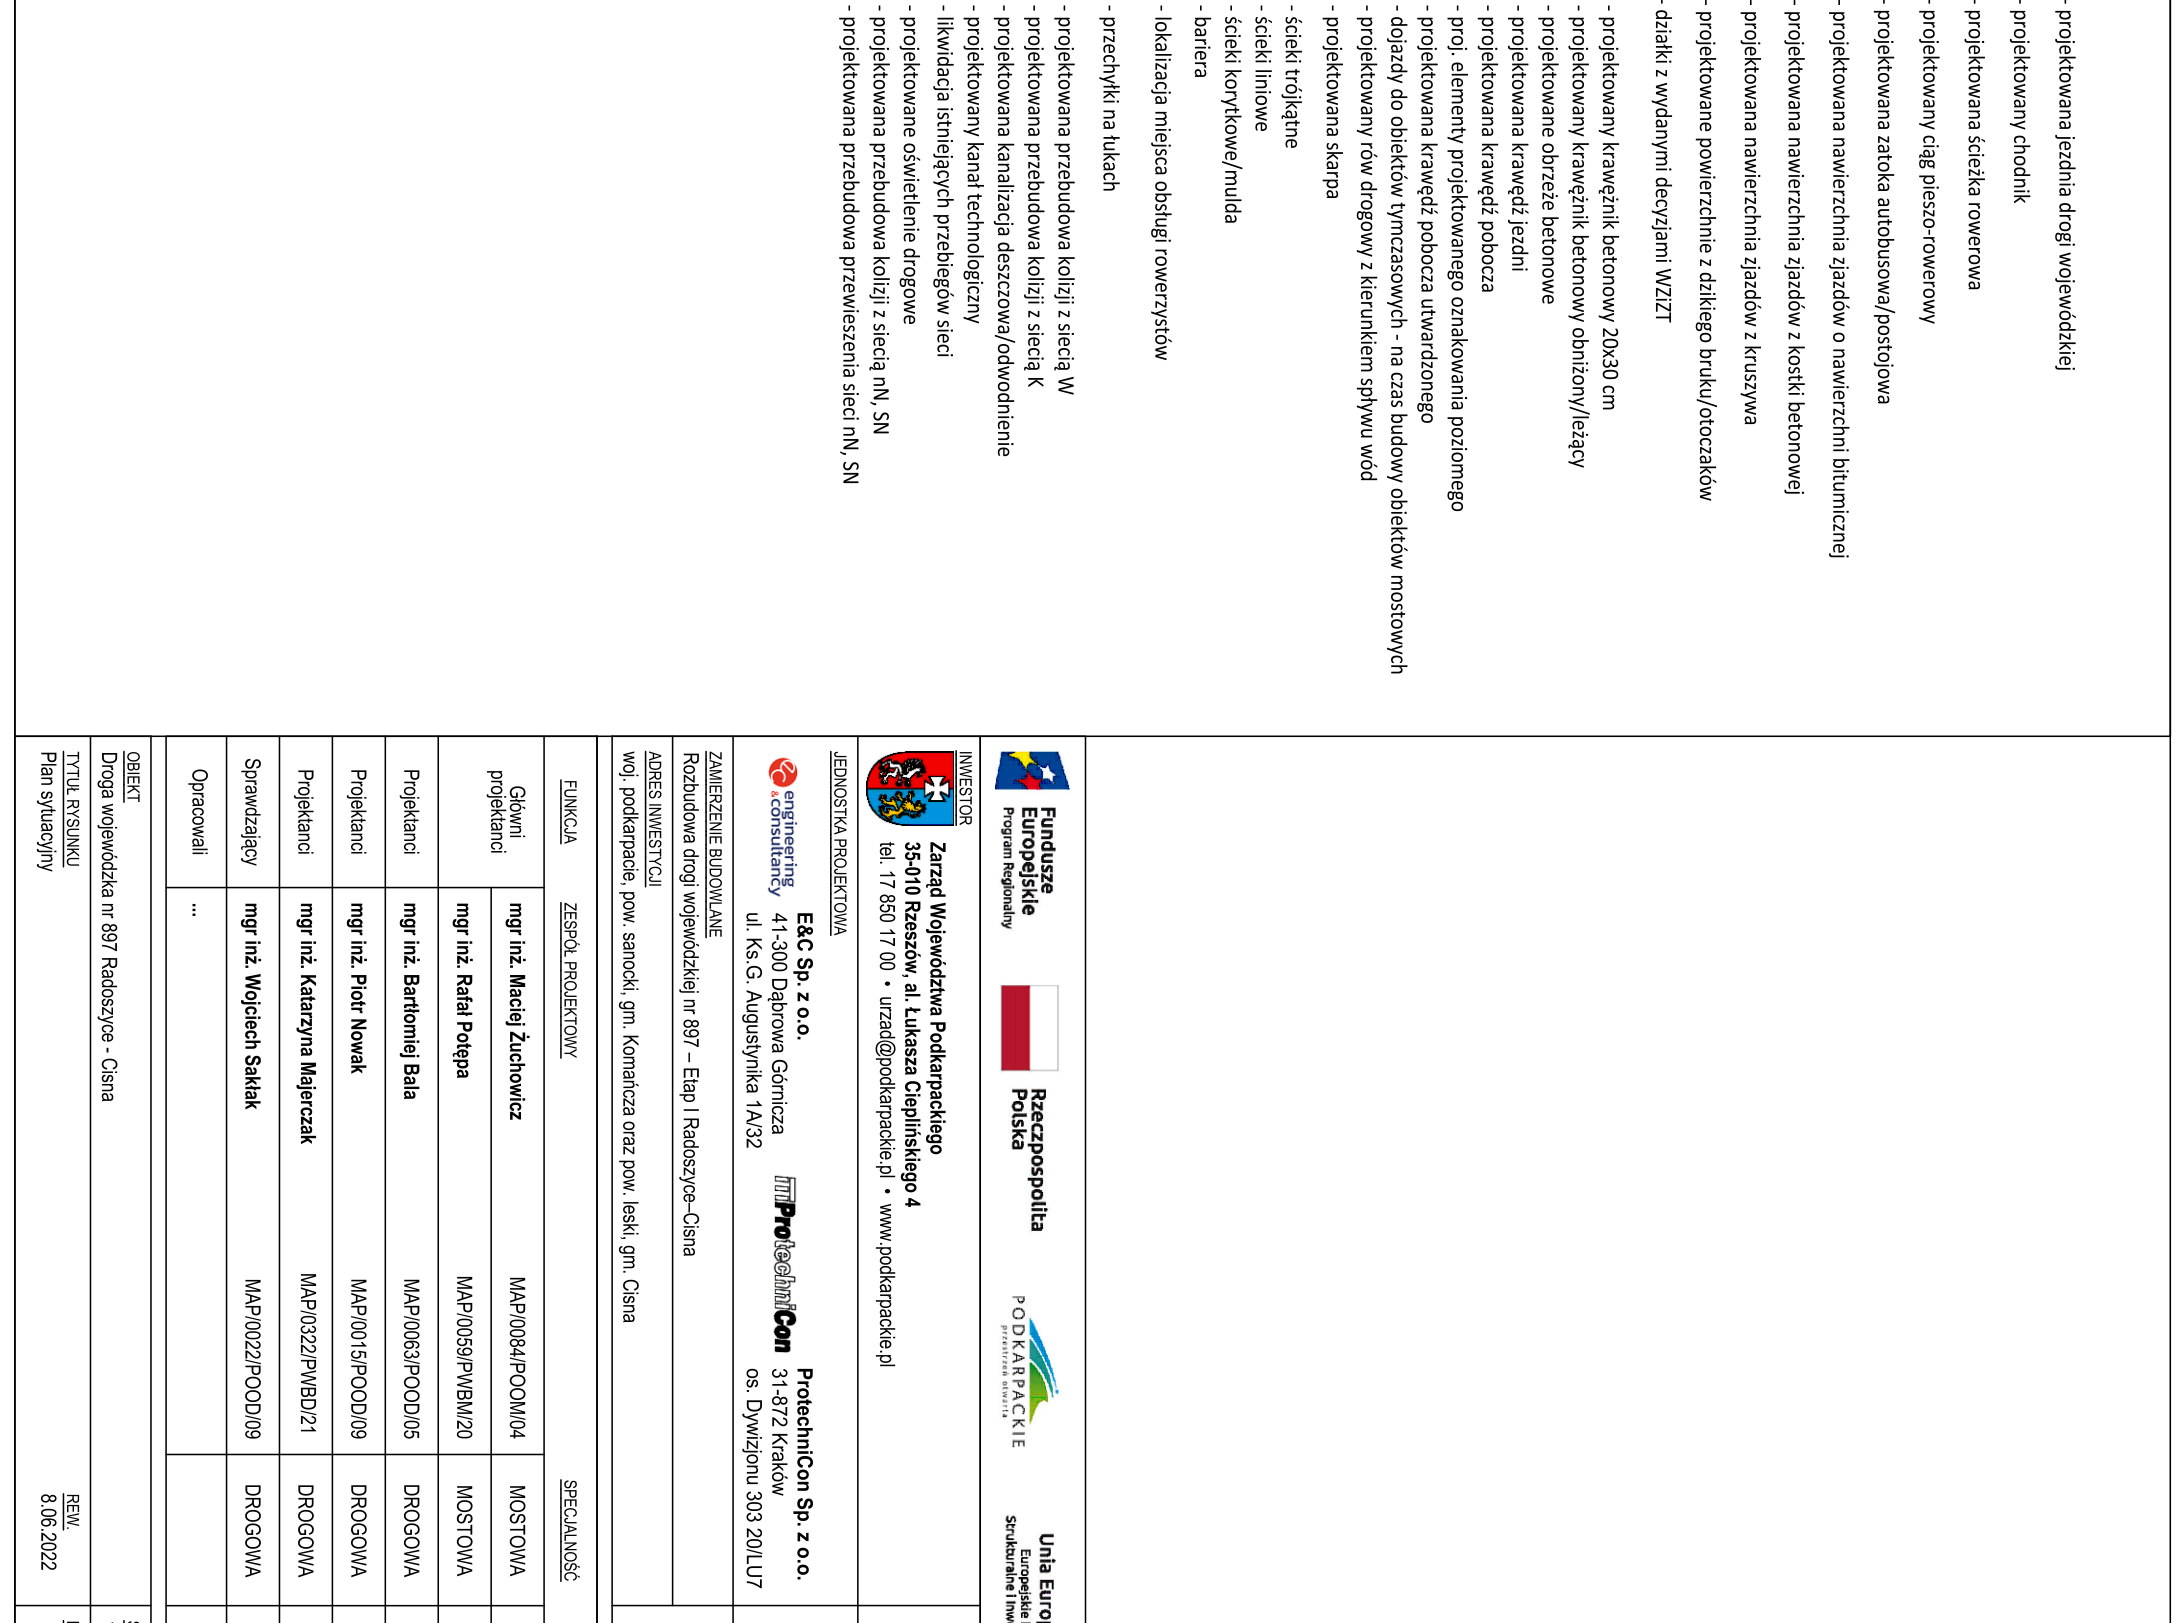 - projektowana jezdnia drogi wojewódzkiej
- projektowany chodnik
- projektowana ścieżka rowerowa
- projektowany ciąg pieszo-rowerowy
- projektowana zatoka autobusowa/postojowa
- projektowana nawierzchnia zjazdów o nawierzchni bitumicznej
- projektowana nawierzchnia zjazdów z kostki betonowej
- projektowana nawierzchnia zjazdów z kruszywa
- projektowane powierzchnie z dzikiego bruku/otoczaków
- działki z wydanymi decyzjami WZiZT
- projektowany krawężnik betonowy 20x30 cm
- projektowany krawężnik betonowy obniżony/leżący
- projektowane obrzeże betonowe
- projektowana krawędź jezdni
- projektowana krawędź pobocza
- proj. elementy projektowanego oznakowania poziomego
- projektowana krawędź pobocza utwardzonego
- dojazdy do obiektów tymczasowych - na czas budowy obiektów mostowych
- projektowany rów drogowy z kierunkiem spływu wód
- projektowana skarpa
- ścieki trójkątne
- ścieki liniowe
- ścieki korytkowe/mulda
- bariera
- lokalizacja miejsca obsługi rowerzystów
- przechyłki na łukach
- projektowana przebudowa kolizji z siecią W
- projektowana przebudowa kolizji z siecią K
- projektowana kanalizacja deszczowa/odwodnienie
- projektowany kanał technologiczny
- likwidacja istniejących przebiegów sieci
- projektowane oświetlenie drogowe
- projektowana przebudowa kolizji z siecią nN, SN
- projektowana przebudowa przewieszenia sieci nN, SN
Fundusze
Europejskie
Program Regionalny
Rzeczpospolita
Polska
PODKARPACKIE
przestrzeń otwarta
Unia Europ
Europejskie
Strukturalne i Inw
INWESTOR
Zarząd Województwa Podkarpackiego
35-010 Rzeszów, al. Łukasza Cieplińskiego 4
tel. 17 850 17 00 • urzad@podkarpackie.pl • www.podkarpackie.pl
JEDNOSTKA PROJEKTOWA
engineering
&consultancy
E&C Sp. z o.o.
41-300 Dąbrowa Górnicza
ul. Ks.G. Augustynika 1A/32
ProtechniCon
ProtechniCon Sp. z o.o.
31-872 Kraków
os. Dywizjonu 303 20/LU7
ZAMIERZENIE BUDOWLANE
Rozbudowa drogi wojewódzkiej nr 897 – Etap I Radoszyce–Cisna
ADRES INWESTYCJI
woj. podkarpacie, pow. sanocki, gm. Komańcza oraz pow. leski, gm. Cisna
FUNKCJA ZESPÓŁ PROJEKTOWY SPECJALNOŚĆ
Główni
projektanci
mgr inż. Maciej Żuchowicz MAP/0084/POOM/04 MOSTOWA
mgr inż. Rafał Potępa MAP/0059/PWBM/20 MOSTOWA
Projektanci mgr inż. Bartłomiej Bala MAP/0063/POOD/05 DROGOWA
Projektanci mgr inż. Piotr Nowak MAP/0015/POOD/09 DROGOWA
Projektanci mgr inż. Katarzyna Majerczak MAP/0322/PWBD/21 DROGOWA
Sprawdzający mgr inż. Wojciech Sakłak MAP/0022/POOD/09 DROGOWA
Opracowali ...
OBIEKT
Droga wojewódzka nr 897 Radoszyce - Cisna
TYTUŁ RYSUNKU REW.
Plan sytuacyjny 8.06.2022